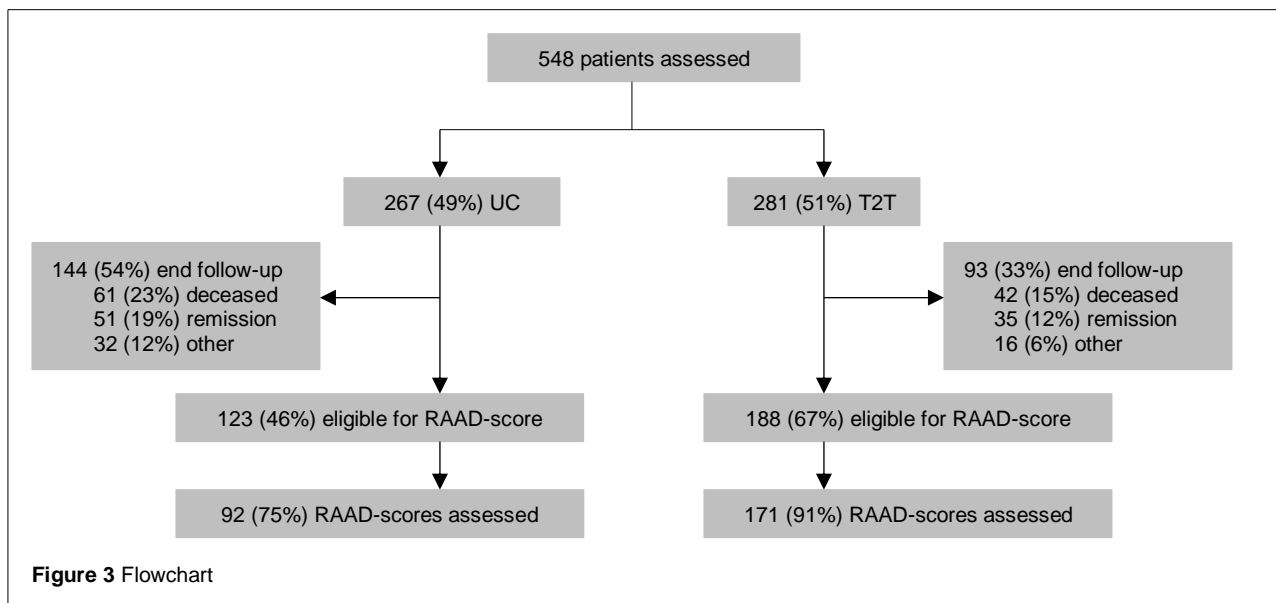 548 patients assessed
267 (49%) UC
281 (51%) T2T
144 (54%) end follow-up
61 (23%) deceased
51 (19%) remission
32 (12%) other
93 (33%) end follow-up
42 (15%) deceased
35 (12%) remission
16 (6%) other
123 (46%) eligible for RAAD-score
188 (67%) eligible for RAAD-score
92 (75%) RAAD-scores assessed
171 (91%) RAAD-scores assessed
Figure 3 Flowchart